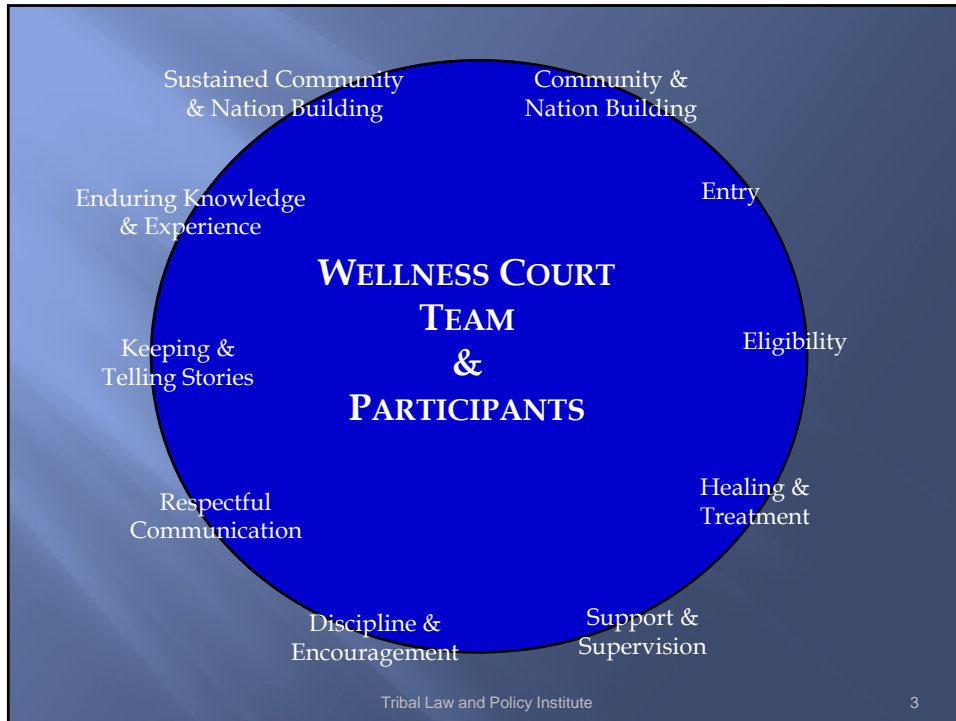 Sustained Community
& Nation Building
Community &
Nation Building
Enduring Knowledge
& Experience
Entry
WELLNESS COURT
TEAM
&
PARTICIPANTS
Keeping &
Telling Stories
Eligibility
Respectful
Communication
Healing &
Treatment
Discipline &
Encouragement
Support &
Supervision
Tribal Law and Policy Institute
3